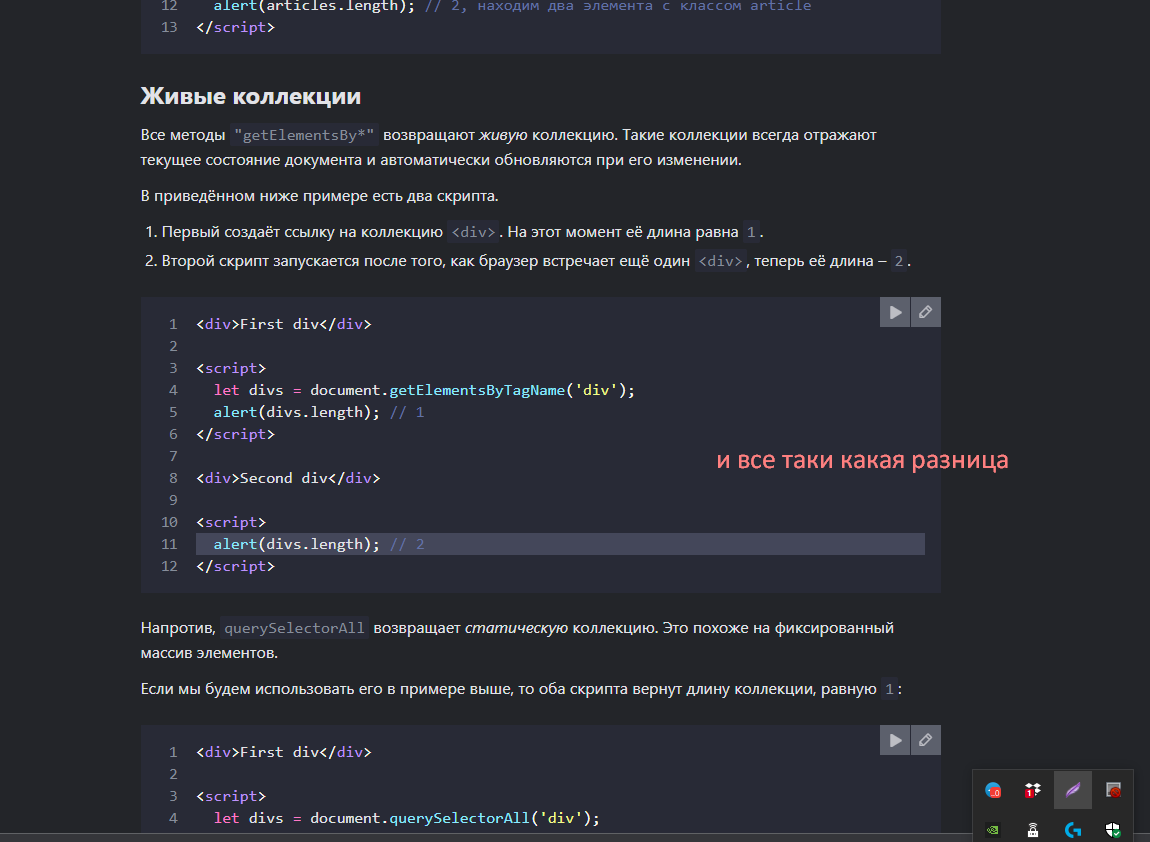 12 alert(articles.length); // 2, находим два элемента с классом article
13 </script>
Живые коллекции
Все методы "getElementsBy*" возвращают живую коллекцию. Такие коллекции всегда отражают
текущее состояние документа и автоматически обновляются при его изменении.
В приведённом ниже примере есть два скрипта.
1. Первый создаёт ссылку на коллекцию <div>. На этот момент её длина равна 1.
2. Второй скрипт запускается после того, как браузер встречает ещё один <div>, теперь её длина – 2.
1 <div>First div</div>
2
3 <script>
4 let divs = document.getElementsByTagName('div');
5 alert(divs.length); // 1
6 </script>
7
и все таки какая разница
8 <div>Second div</div>
9
10 <script>
11 alert(divs.length); // 2
12 </script>
Напротив, querySelectorAll возвращает статическую коллекцию. Это похоже на фиксированный
массив элементов.
Если мы будем использовать его в примере выше, то оба скрипта вернут длину коллекции, равную 1:
1 <div>First div</div>
2
3 <script>
4 let divs = document.querySelectorAll('div');